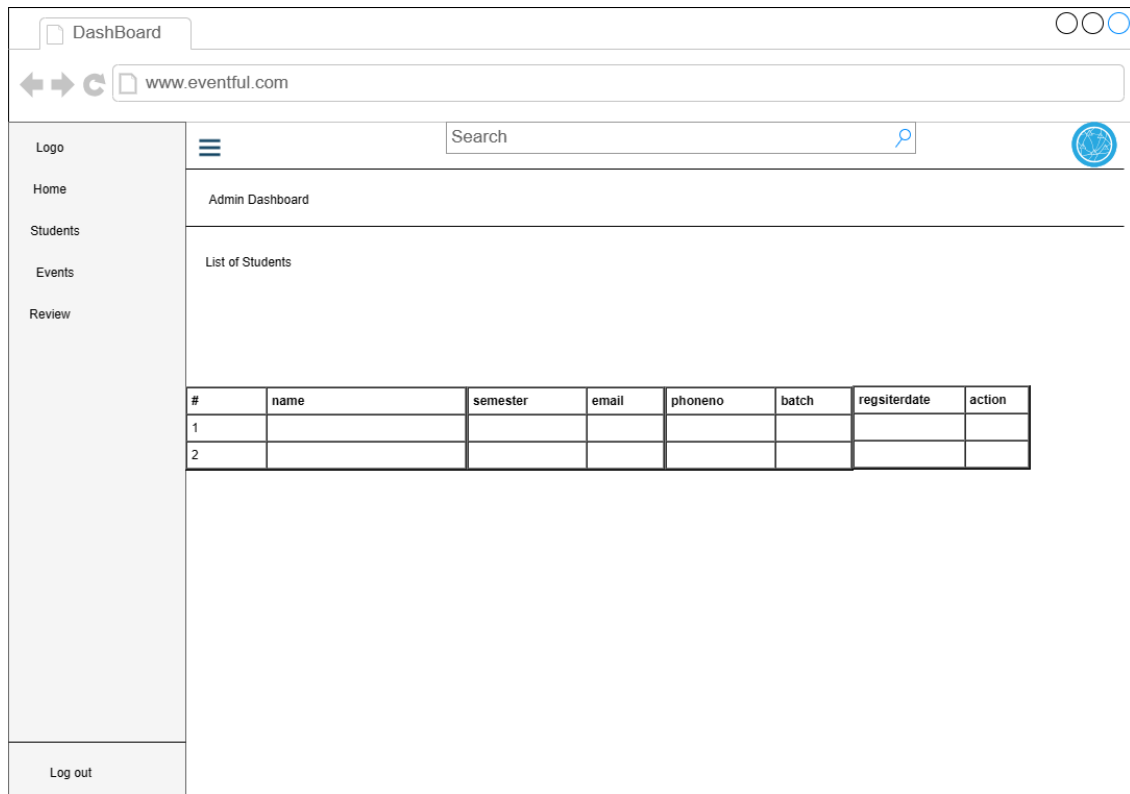 DashBoard
www.eventful.com
Logo
Search
Home
Admin Dashboard
Students
List of Students
Events
Review
# name semester email phoneno batch regsiterdate action
1
2
Log out